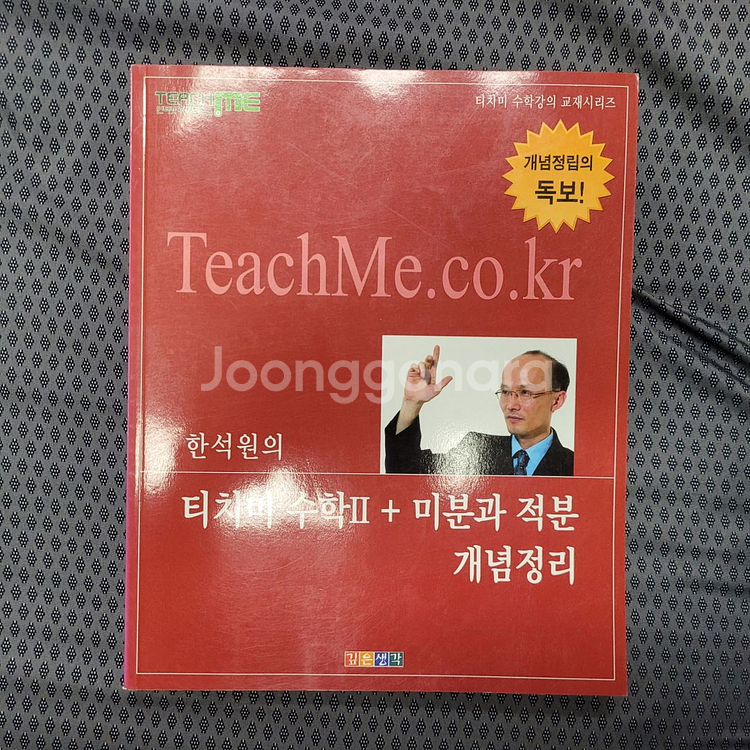 TEACH ME
티치미 수학강의 교재시리즈
개념정립의
독보!
TeachMe.co.kr
Joonggonara
한석원의
티치미 수학II + 미분과 적분
개념정리
깊은생각